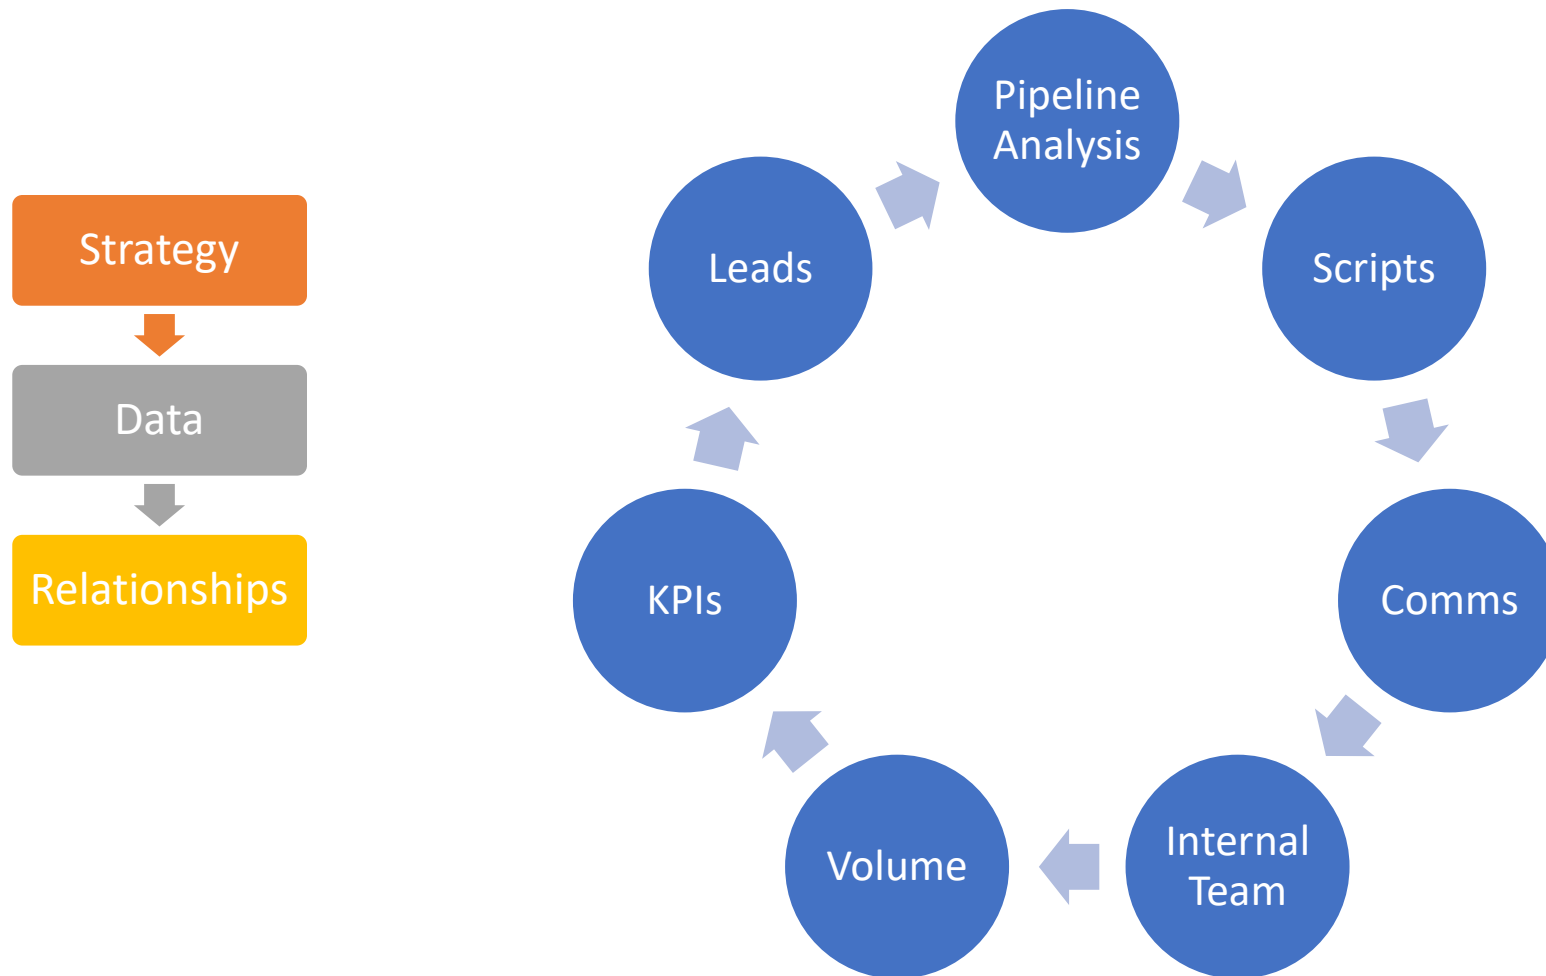 Strategy
Data
Relationships
Pipeline
Analysis
Scripts
Comms
Internal
Team
Volume
KPIs
Leads